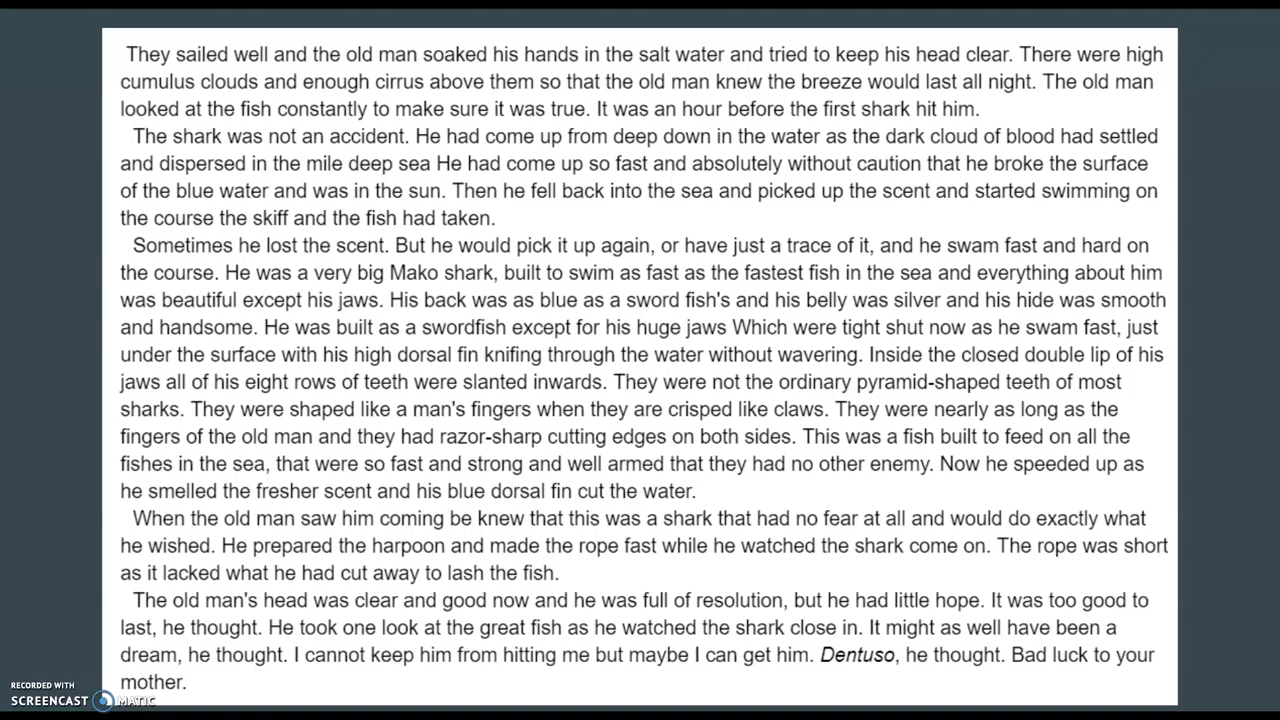 They sailed well and the old man soaked his hands in the salt water and tried to keep his head clear. There were high
cumulus clouds and enough cirrus above them so that the old man knew the breeze would last all night. The old man
looked at the fish constantly to make sure it was true. It was an hour before the first shark hit him.
The shark was not an accident. He had come up from deep down in the water as the dark cloud of blood had settled
and dispersed in the mile deep sea He had come up so fast and absolutely without caution that he broke the surface
of the blue water and was in the sun. Then he fell back into the sea and picked up the scent and started swimming on
the course the skiff and the fish had taken.
Sometimes he lost the scent. But he would pick it up again, or have just a trace of it, and he swam fast and hard on
the course. He was a very big Mako shark, built to swim as fast as the fastest fish in the sea and everything about him
was beautiful except his jaws. His back was as blue as a sword fish's and his belly was silver and his hide was smooth
and handsome. He was built as a swordfish except for his huge jaws Which were tight shut now as he swam fast, just
under the surface with his high dorsal fin knifing through the water without wavering. Inside the closed double lip of his
jaws all of his eight rows of teeth were slanted inwards. They were not the ordinary pyramid-shaped teeth of most
sharks. They were shaped like a man's fingers when they are crisped like claws. They were nearly as long as the
fingers of the old man and they had razor-sharp cutting edges on both sides. This was a fish built to feed on all the
fishes in the sea, that were so fast and strong and well armed that they had no other enemy. Now he speeded up as
he smelled the fresher scent and his blue dorsal fin cut the water.
When the old man saw him coming be knew that this was a shark that had no fear at all and would do exactly what
he wished. He prepared the harpoon and made the rope fast while he watched the shark come on. The rope was short
as it lacked what he had cut away to lash the fish.
The old man's head was clear and good now and he was full of resolution, but he had little hope. It was too good to
last, he thought. He took one look at the great fish as he watched the shark close in. It might as well have been a
dream, he thought. I cannot keep him from hitting me but maybe I can get him. Dentuso, he thought. Bad luck to your
mother.
RECORDED WITH
SCREENCAST MATIC